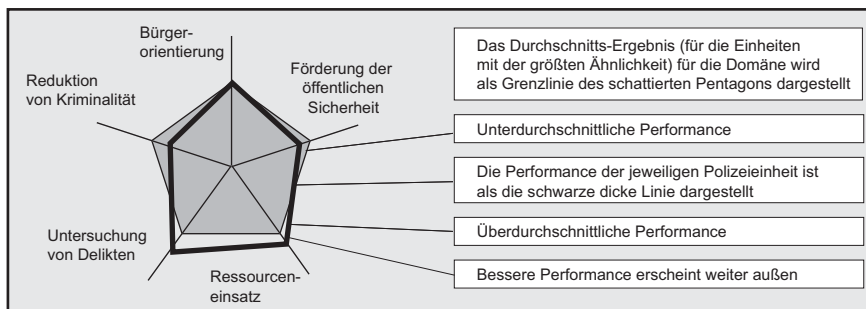 Bürger-
orientierung
Reduktion
von Kriminalität
Förderung der
öffentlichen
Sicherheit
Untersuchung
von Delikten
Ressourcen-
einsatz
Das Durchschnitts-Ergebnis (für die Einheiten
mit der größten Ähnlichkeit) für die Domäne wird
als Grenzlinie des schattierten Pentagons dargestellt
Unterdurchschnittliche Performance
Die Performance der jeweiligen Polizeieinheit ist
als die schwarze dicke Linie dargestellt
Überdurchschnittliche Performance
Bessere Performance erscheint weiter außen